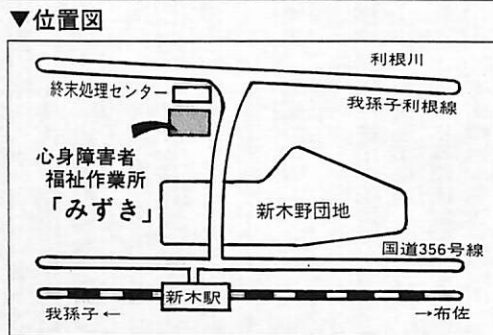 ▼位置図
利根川
終末処理センター
我孫子利根線
心身障害者
福祉作業所
「みずき」
新木野団地
国道356号線
新木駅
我孫子←
→布佐